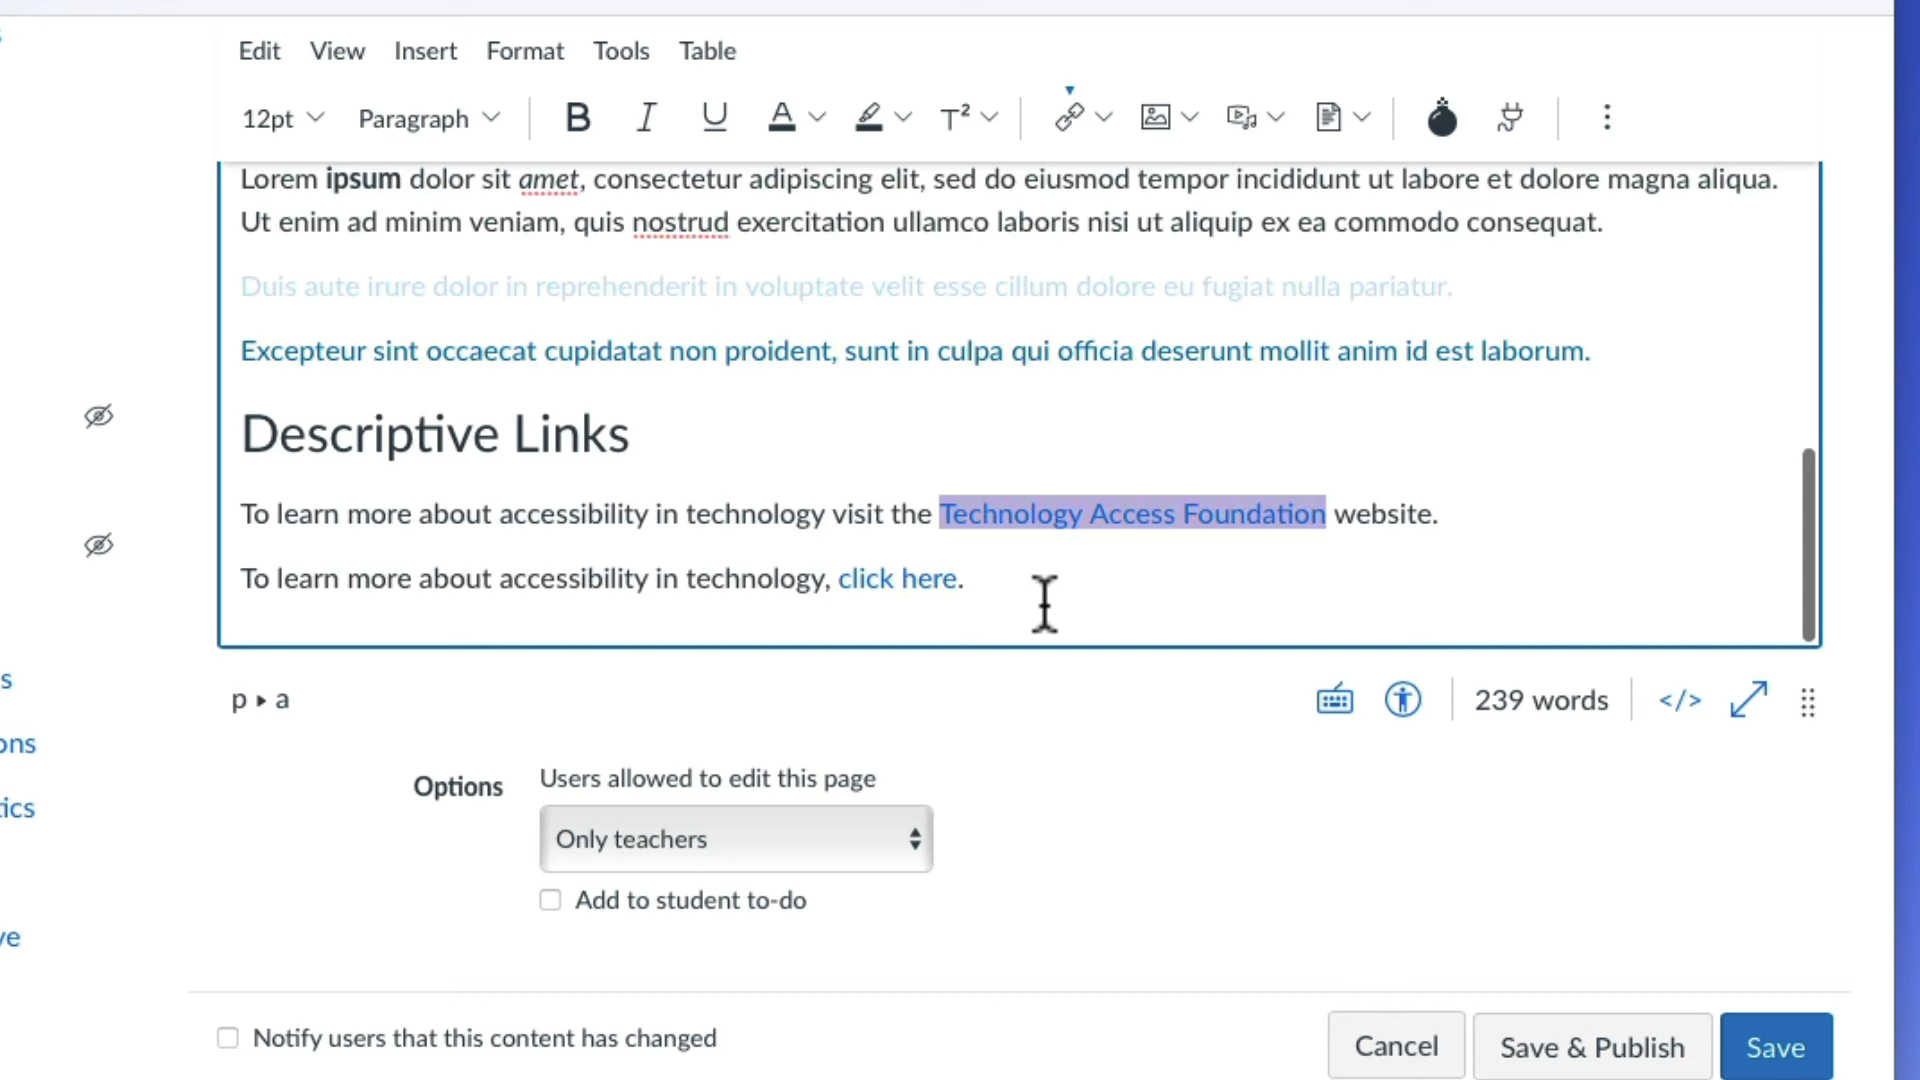 Edit View Insert Format Tools Table
12pt Paragraph B I U A T²
Lorem ipsum dolor sit amet, consectetur adipiscing elit, sed do eiusmod tempor incididunt ut labore et dolore magna aliqua.
Ut enim ad minim veniam, quis nostrud exercitation ullamco laboris nisi ut aliquip ex ea commodo consequat.
Duis aute irure dolor in reprehenderit in voluptate velit esse cillum dolore eu fugiat nulla pariatur.
Excepteur sint occaecat cupidatat non proident, sunt in culpa qui officia deserunt mollit anim id est laborum.
Descriptive Links
To learn more about accessibility in technology visit the Technology Access Foundation website.
To learn more about accessibility in technology, click here.
s
p ▸ a 239 words </>
ons
Options Users allowed to edit this page
tics
Only teachers
Add to student to-do
ve
Notify users that this content has changed Cancel Save & Publish Save